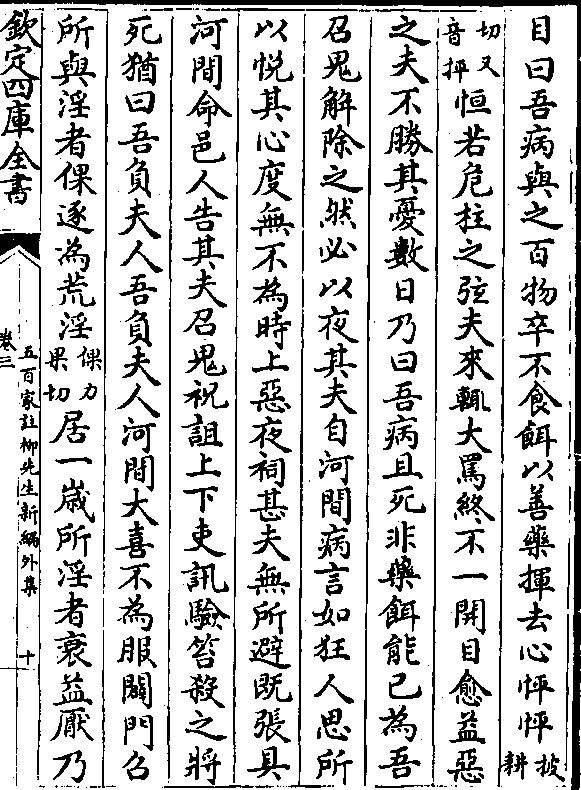 目曰吾病與之百物卒不食餌以善藥揮去心怦怦披耕
切又音抨恒若危柱之弦夫來輙大罵終不一開目愈益惡
之夫不勝其憂數日乃曰吾病且死非藥餌能已為吾
召鬼解除之然必以夜其夫自河間病言如狂人思所
以悦其心度無不為時上惡夜祠甚夫無所避既張具
河間命邑人告其夫召鬼祝詛上下吏訊驗笞殺之將
死猶曰吾負夫人吾負夫人河間大喜不為服闢門召
所與淫者倮逐為荒淫倮力果切居一嵗所淫者衰益厭乃
欽定四庫全書
卷三
五百家註柳先生新編外集
十